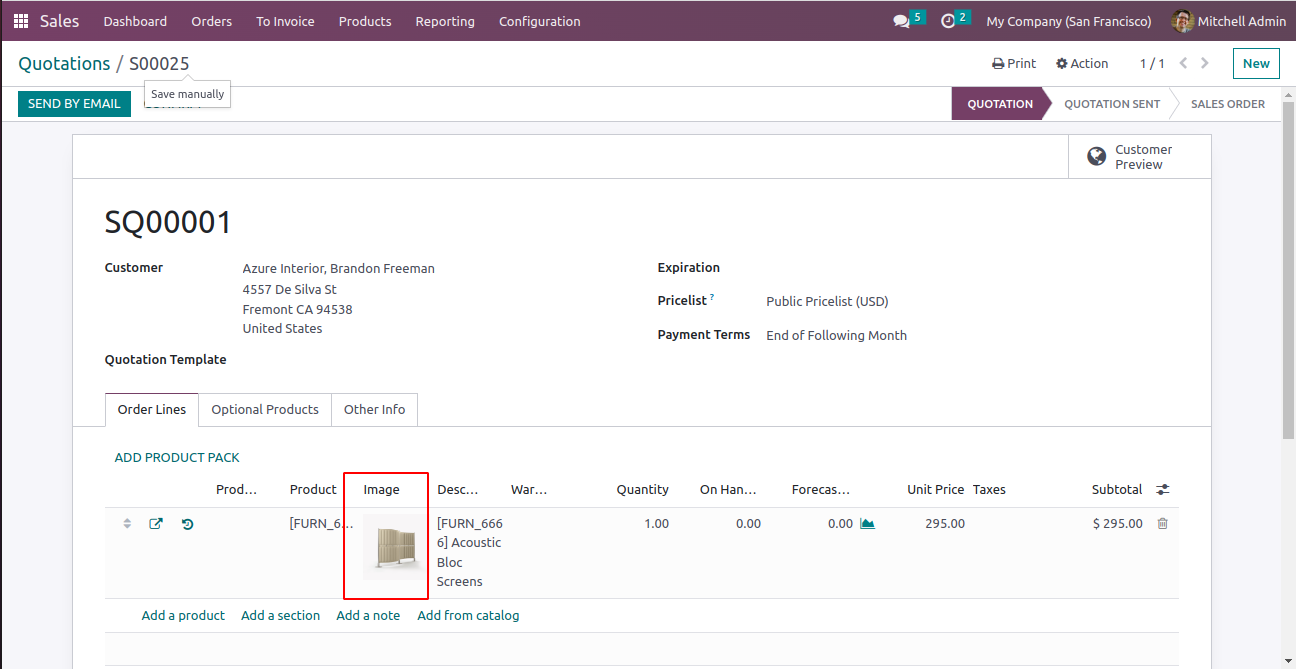 Sales Dashboard Orders To Invoice Products Reporting Configuration 5 2 My Company (San Francisco) Mitchell Admin
Quotations / S00025 Print Action 1 / 1 New
Save manually
SEND BY EMAIL QUOTATION QUOTATION SENT SALES ORDER
Customer
Preview
SQ00001
Customer Azure Interior, Brandon Freeman
4557 De Silva St
Fremont CA 94538
United States
Quotation Template
Expiration
Pricelist ? Public Pricelist (USD)
Payment Terms End of Following Month
Order Lines Optional Products Other Info
ADD PRODUCT PACK
Prod... Product Image Desc... War... Quantity On Han... Forecas... Unit Price Taxes Subtotal
[FURN_6... [FURN_666 1.00 0.00 0.00 295.00 $ 295.00
6] Acoustic
Bloc
Screens
Add a product Add a section Add a note Add from catalog